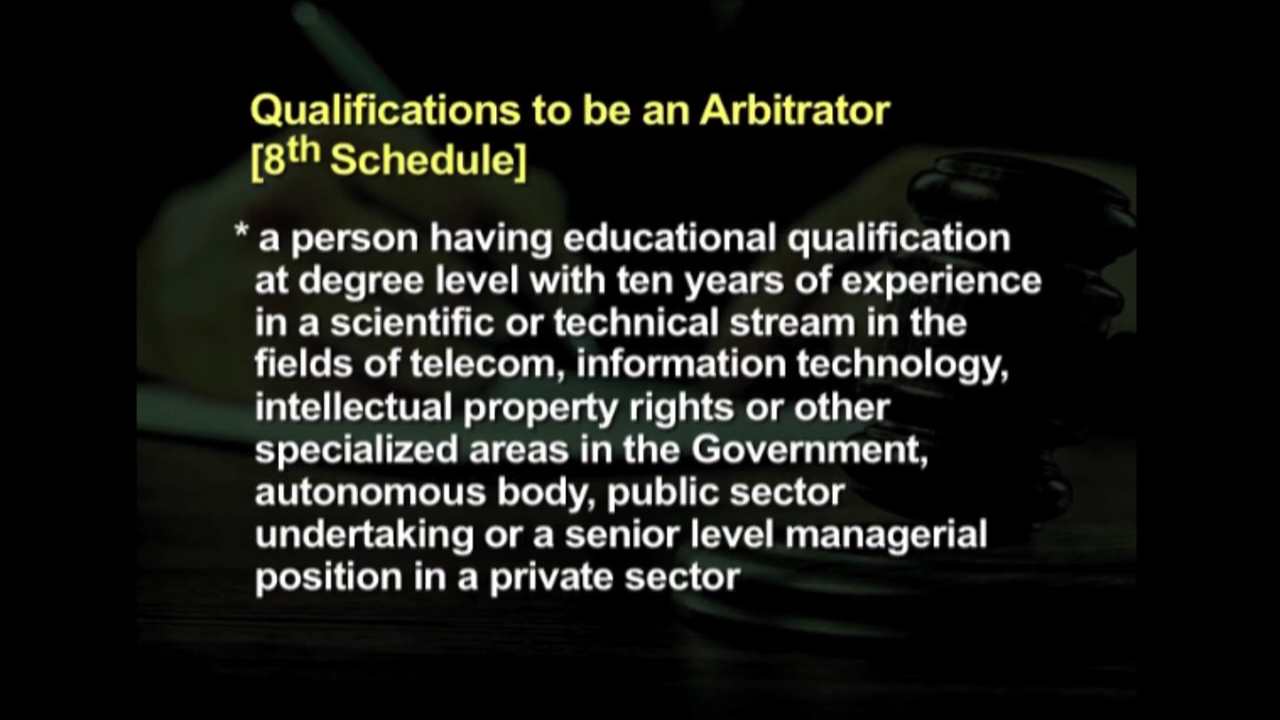 Qualifications to be an Arbitrator
[8th Schedule]
* a person having educational qualification
at degree level with ten years of experience
in a scientific or technical stream in the
fields of telecom, information technology,
intellectual property rights or other
specialized areas in the Government,
autonomous body, public sector
undertaking or a senior level managerial
position in a private sector